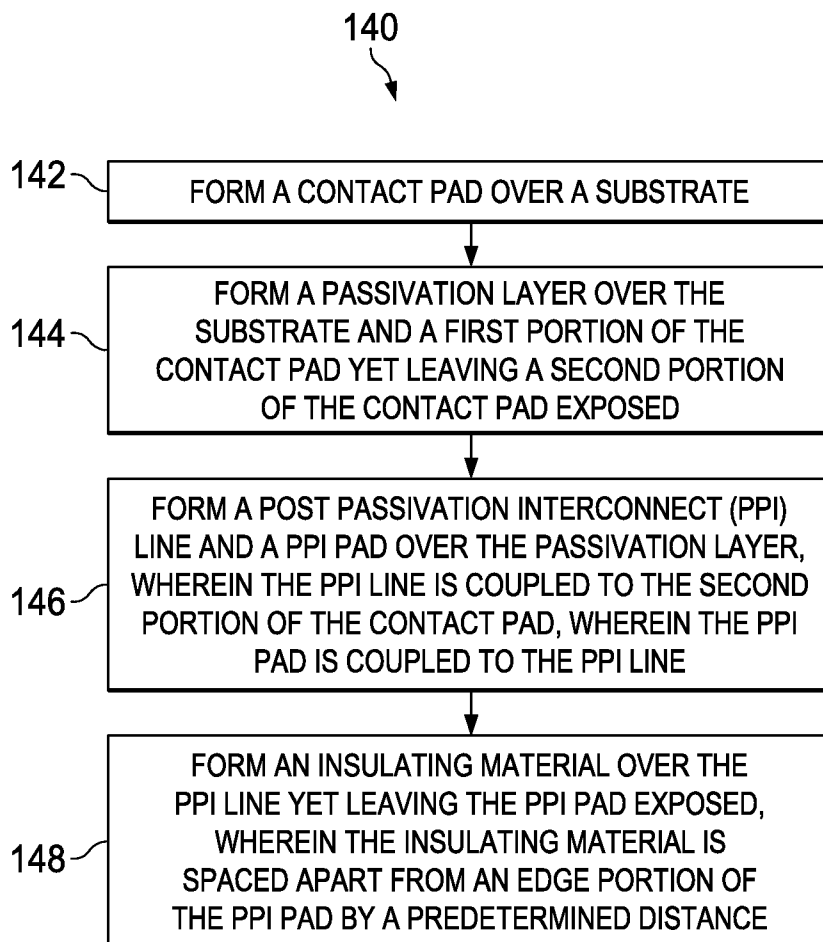 140
142
FORM A CONTACT PAD OVER A SUBSTRATE
144
FORM A PASSIVATION LAYER OVER THE
SUBSTRATE AND A FIRST PORTION OF THE
CONTACT PAD YET LEAVING A SECOND PORTION
OF THE CONTACT PAD EXPOSED
146
FORM A POST PASSIVATION INTERCONNECT (PPI)
LINE AND A PPI PAD OVER THE PASSIVATION LAYER,
WHEREIN THE PPI LINE IS COUPLED TO THE SECOND
PORTION OF THE CONTACT PAD, WHEREIN THE PPI
PAD IS COUPLED TO THE PPI LINE
148
FORM AN INSULATING MATERIAL OVER THE
PPI LINE YET LEAVING THE PPI PAD EXPOSED,
WHEREIN THE INSULATING MATERIAL IS
SPACED APART FROM AN EDGE PORTION OF
THE PPI PAD BY A PREDETERMINED DISTANCE